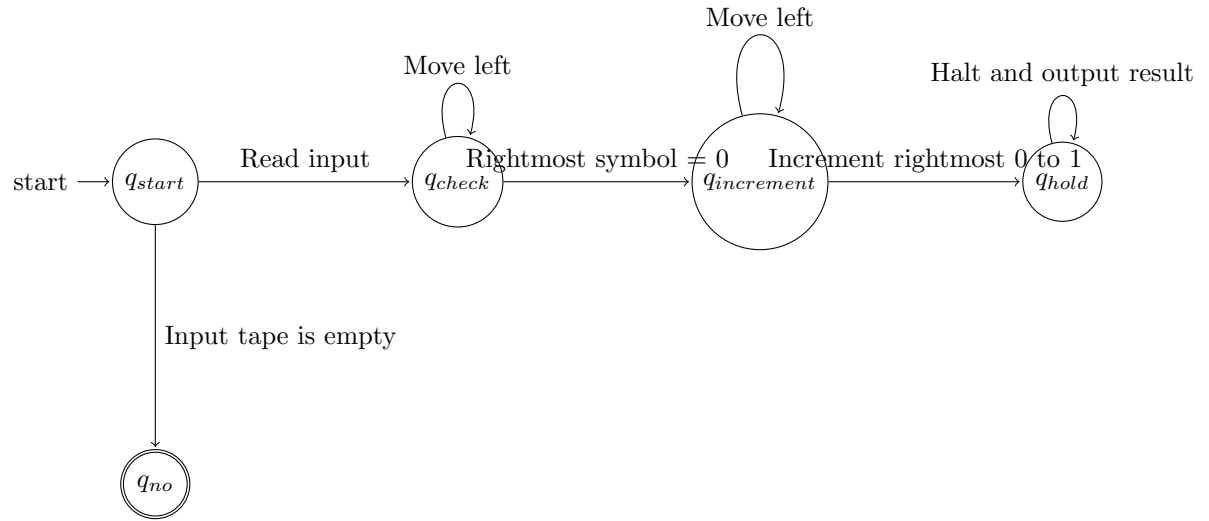 Move left
Move left
Halt and output result
Read input
Rightmost symbol = 0
Increment rightmost 0 to 1
start
q_start
q_check
q_increment
q_hold
Input tape is empty
q_no